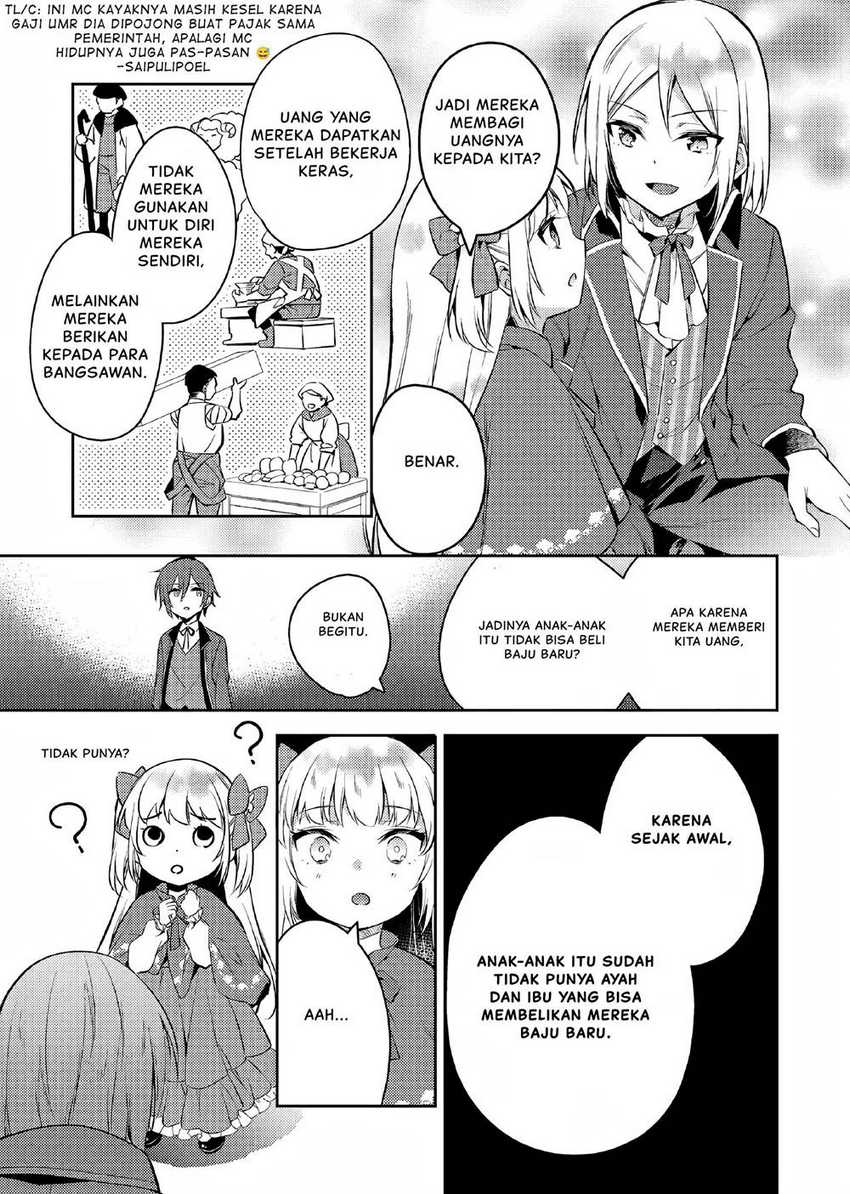 TL/C: INI MC KAYAKNYA MASIH KESEL KARENA
GAJI UMR DIA DIPOJONG BUAT PAJAK SAMA
PEMERINTAH, APALAGI MC
HIDUPNYA JUGA PAS-PASAN 😅
-SAIPULIPOEL
JADI MEREKA
MEMBAGI
UANGNYA
KEPADA KITA?
UANG YANG
MEREKA DAPATKAN
SETELAH BEKERJA
KERAS,
TIDAK
MEREKA
GUNAKAN
UNTUK DIRI
MEREKA
SENDIRI,
MELAINKAN
MEREKA
BERIKAN
KEPADA PARA
BANGSAWAN.
BENAR.
APA KARENA
MEREKA MEMBERI
KITA UANG,
JADINYA ANAK-ANAK
ITU TIDAK BISA BELI
BAJU BARU?
BUKAN
BEGITU.
KARENA
SEJAK AWAL,
ANAK-ANAK ITU SUDAH
TIDAK PUNYA AYAH
DAN IBU YANG BISA
MEMBELIKAN MEREKA
BAJU BARU.
AAH...
TIDAK PUNYA?
?
?